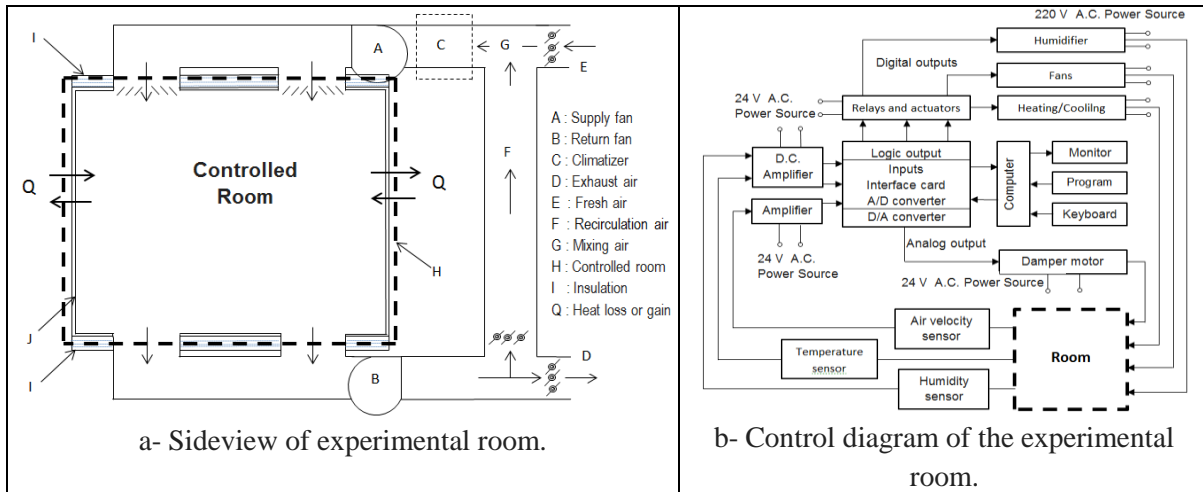 I
A
C
G
E
A : Supply fan
B : Return fan
C : Climatizer
D : Exhaust air
E : Fresh air
F : Recirculation air
G : Mixing air
H : Controlled room
I : Insulation
Q : Heat loss or gain
F
Controlled
Room
Q
Q
H
J
I
B
D
a- Sideview of experimental room.
220 V A.C. Power Source
Humidifier
Digital outputs
Fans
24 V A.C.
Power Source
Relays and actuators
Heating/Coolilng
D.C.
Amplifier
Logic output
Inputs
Interface card
A/D converter
D/A converter
Computer
Monitor
Program
Keyboard
Amplifier
24 V A.C.
Power Source
Analog output
Damper motor
24 V A.C. Power Source
Air velocity
sensor
Temperature
sensor
Humidity
sensor
Room
b- Control diagram of the experimental
room.